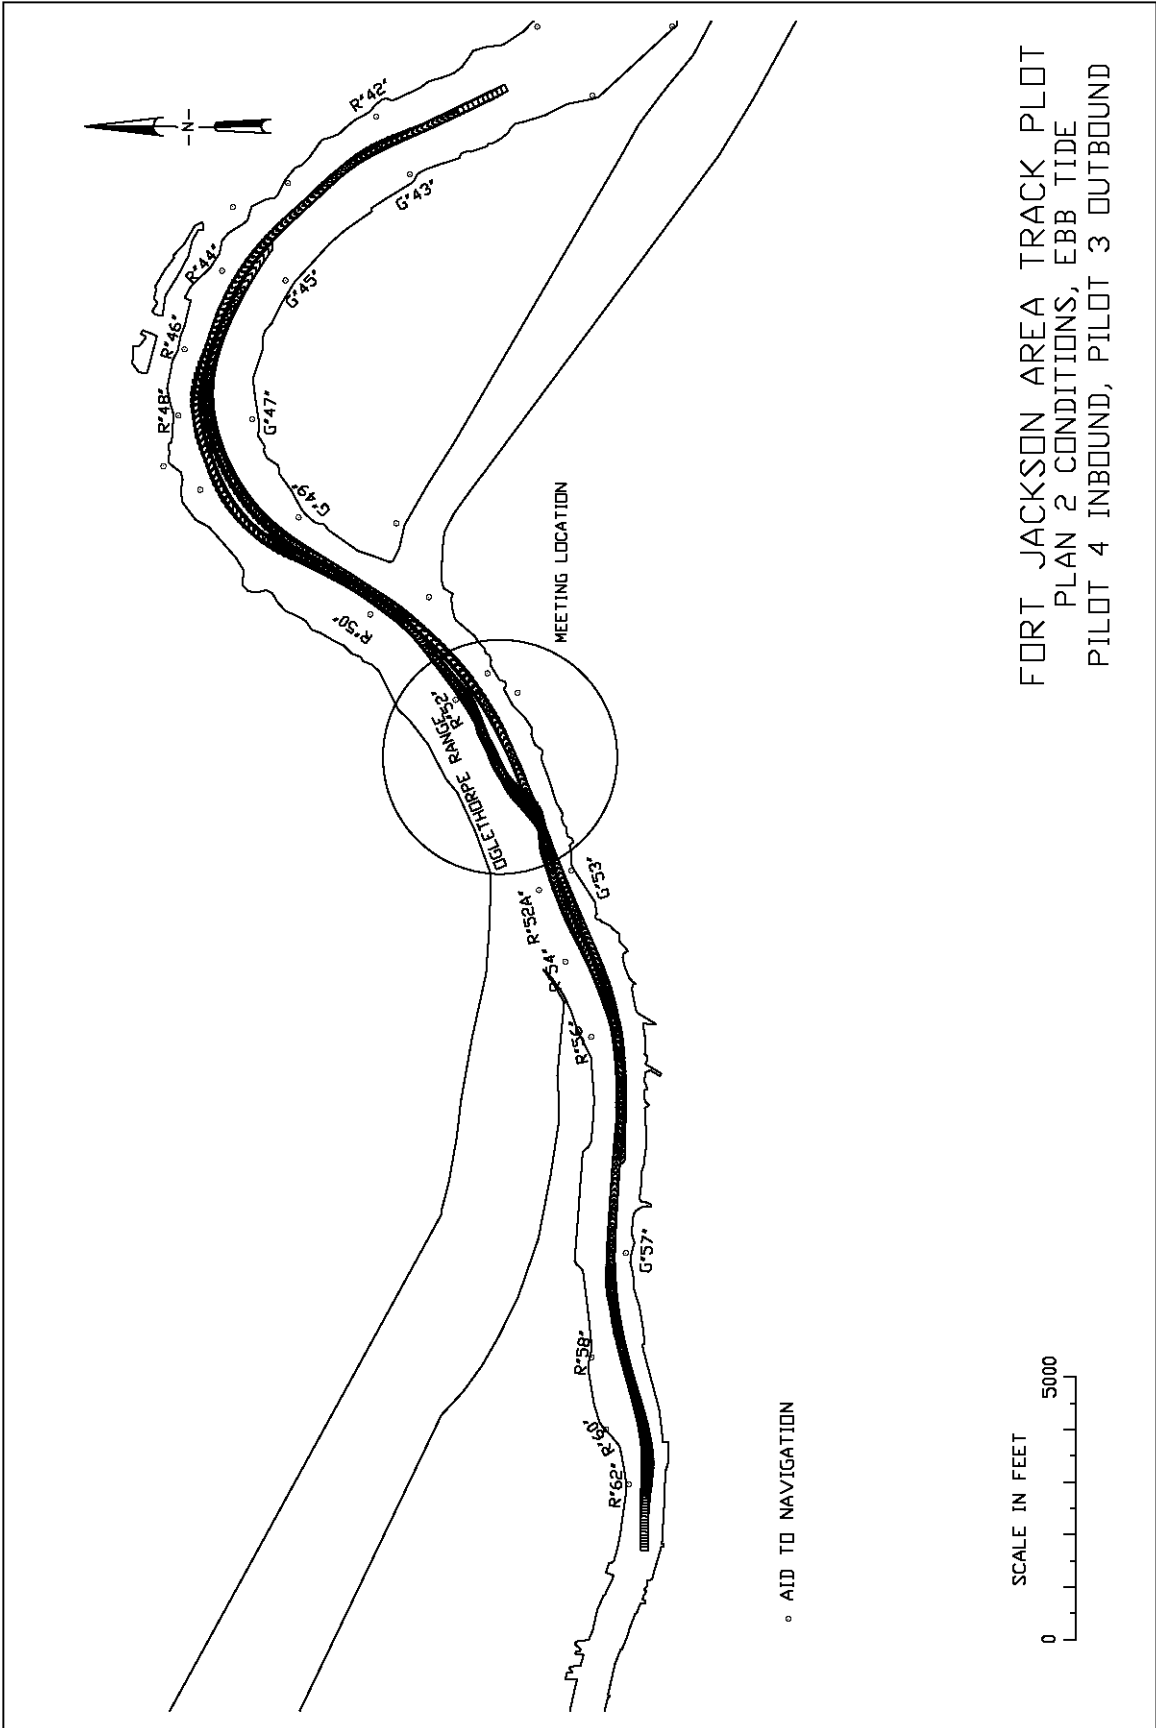 R"42"
N
R"44"
G"43"
R"46"
G"45"
R"48"
G"47"
G"49"
R"50"
MEETING LOCATION
R"52"
OGLETHORPE RANGE
R"52A"
G"53"
R"54"
R"56"
G"57"
R"58"
R"60"
R"62"
AID TO NAVIGATION
SCALE IN FEET
0
5000
FORT JACKSON AREA TRACK PLOT
PLAN 2 CONDITIONS, EBB TIDE
PILOT 4 INBOUND, PILOT 3 OUTBOUND